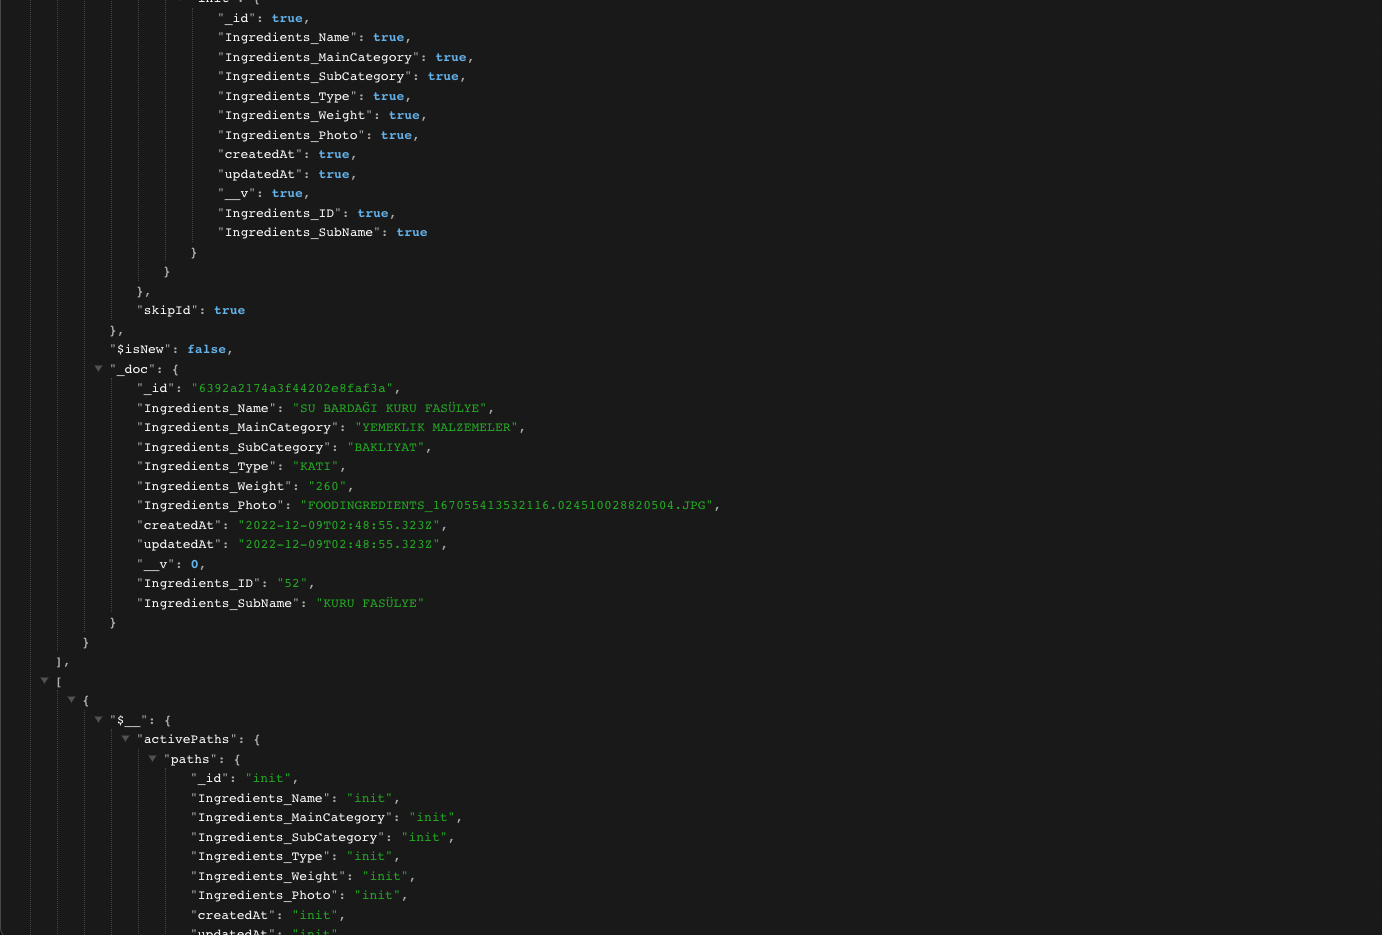 "init": {
"_id": true,
"Ingredients_Name": true,
"Ingredients_MainCategory": true,
"Ingredients_SubCategory": true,
"Ingredients_Type": true,
"Ingredients_Weight": true,
"Ingredients_Photo": true,
"createdAt": true,
"updatedAt": true,
"__v": true,
"Ingredients_ID": true,
"Ingredients_SubName": true
}
}
},
"skipId": true
},
"$isNew": false,
"_doc": {
"_id": "6392a2174a3f44202e8faf3a",
"Ingredients_Name": "SU BARDAĞI KURU FASÜLYE",
"Ingredients_MainCategory": "YEMEKLIK MALZEMELER",
"Ingredients_SubCategory": "BAKLIYAT",
"Ingredients_Type": "KATI",
"Ingredients_Weight": "260",
"Ingredients_Photo": "FOODINGREDIENTS_167055413532116.024510028820504.JPG",
"createdAt": "2022-12-09T02:48:55.323Z",
"updatedAt": "2022-12-09T02:48:55.323Z",
"__v": 0,
"Ingredients_ID": "52",
"Ingredients_SubName": "KURU FASÜLYE"
}
}
],
[
{
"$__": {
"activePaths": {
"paths": {
"_id": "init",
"Ingredients_Name": "init",
"Ingredients_MainCategory": "init",
"Ingredients_SubCategory": "init",
"Ingredients_Type": "init",
"Ingredients_Weight": "init",
"Ingredients_Photo": "init",
"createdAt": "init",
"updatedAt": "init",